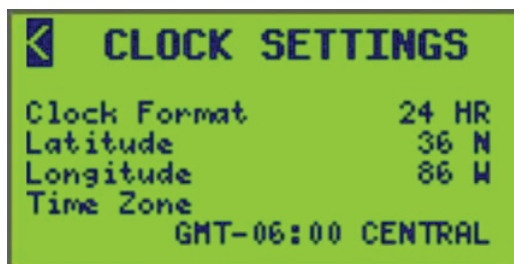 < CLOCK SETTINGS
Clock Format 24 HR
Latitude 36 N
Longitude 86 W
Time Zone
GMT-06:00 CENTRAL